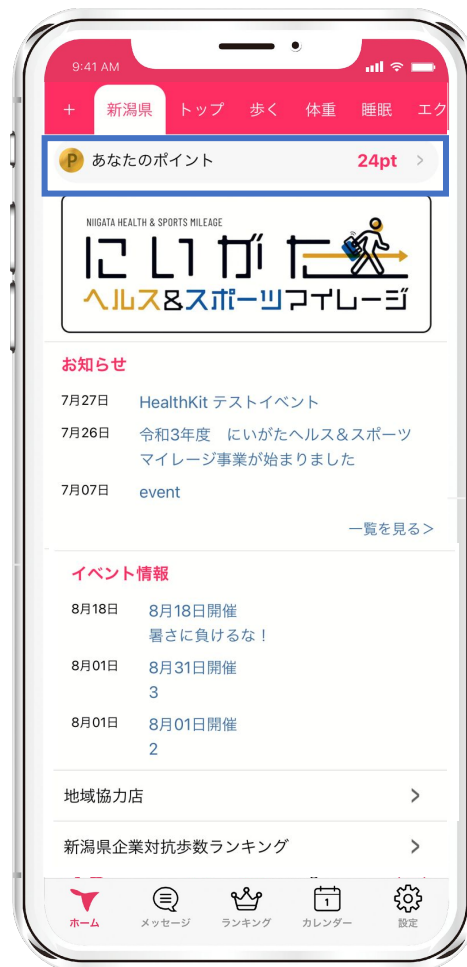 9:41 AM
+ 新潟県 トップ 歩く 体重 睡眠 エク
P あなたのポイント 24pt >
NIIGATA HEALTH & SPORTS MILEAGE
にいがた
ヘルス&スポーツマイレージ
お知らせ
7月27日 HealthKit テストイベント
7月26日 令和3年度 にいがたヘルス&スポーツ
マイレージ事業が始まりました
7月07日 event
一覧を見る>
イベント情報
8月18日 8月18日開催
暑さに負けるな！
8月01日 8月31日開催
3
8月01日 8月01日開催
2
地域協力店 >
新潟県企業対抗歩数ランキング >
1
ホーム メッセージ ランキング カレンダー 設定